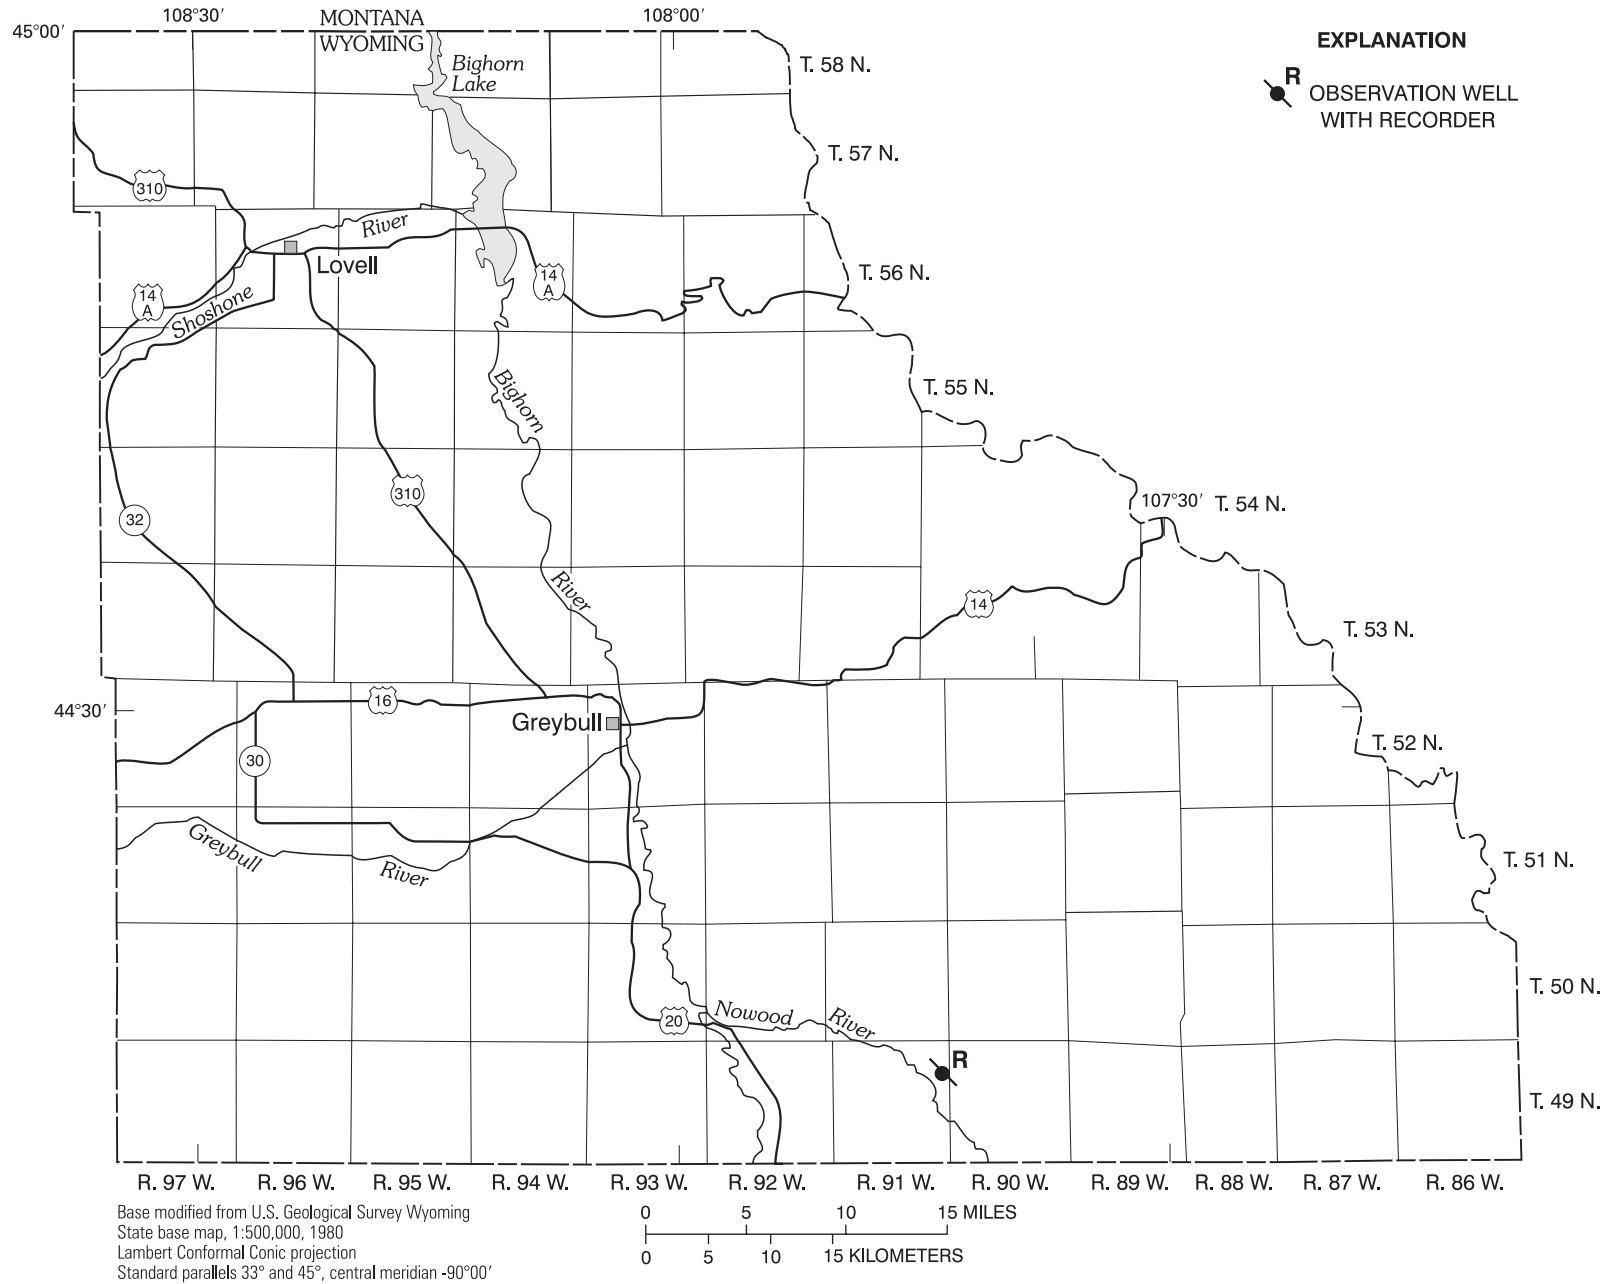 108°30'
MONTANA
108°00'
45°00'
WYOMING
EXPLANATION
Bighorn
Lake
T. 58 N.
R
OBSERVATION WELL
WITH RECORDER
T. 57 N.
310
River
Lovell
T. 56 N.
14
A
14
A
Shoshone
T. 55 N.
Bighorn
310
107°30'
T. 54 N.
32
River
14
T. 53 N.
16
44°30'
Greybull
T. 52 N.
30
Greybull
River
T. 51 N.
T. 50 N.
Nowood
River
20
R
T. 49 N.
R. 97 W.
R. 96 W.
R. 95 W.
R. 94 W.
R. 93 W.
R. 92 W.
R. 91 W.
R. 90 W.
R. 89 W.
R. 88 W.
R. 87 W.
R. 86 W.
Base modified from U.S. Geological Survey Wyoming
State base map, 1:500,000, 1980
Lambert Conformal Conic projection
Standard parallels 33° and 45°, central meridian -90°00'
0 5 10 15 MILES
0 5 10 15 KILOMETERS